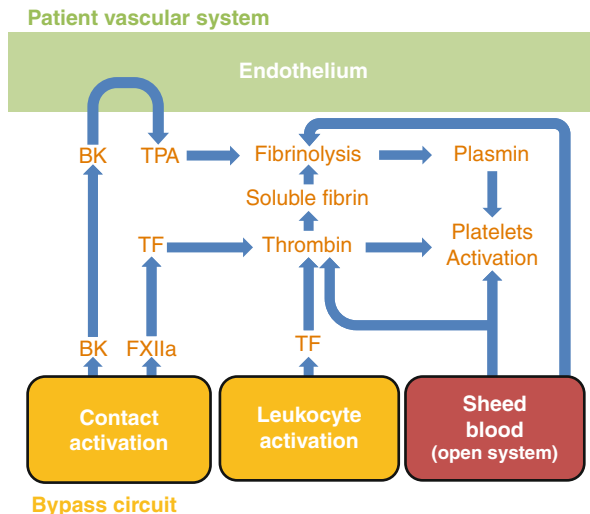 Patient vascular system
Endothelium
BK
TPA
Fibrinolysis
Plasmin
Soluble fibrin
TF
Thrombin
Platelets
Activation
BK
FXIIa
TF
Contact
activation
Leukocyte
activation
Sheed
blood
(open system)
Bypass circuit